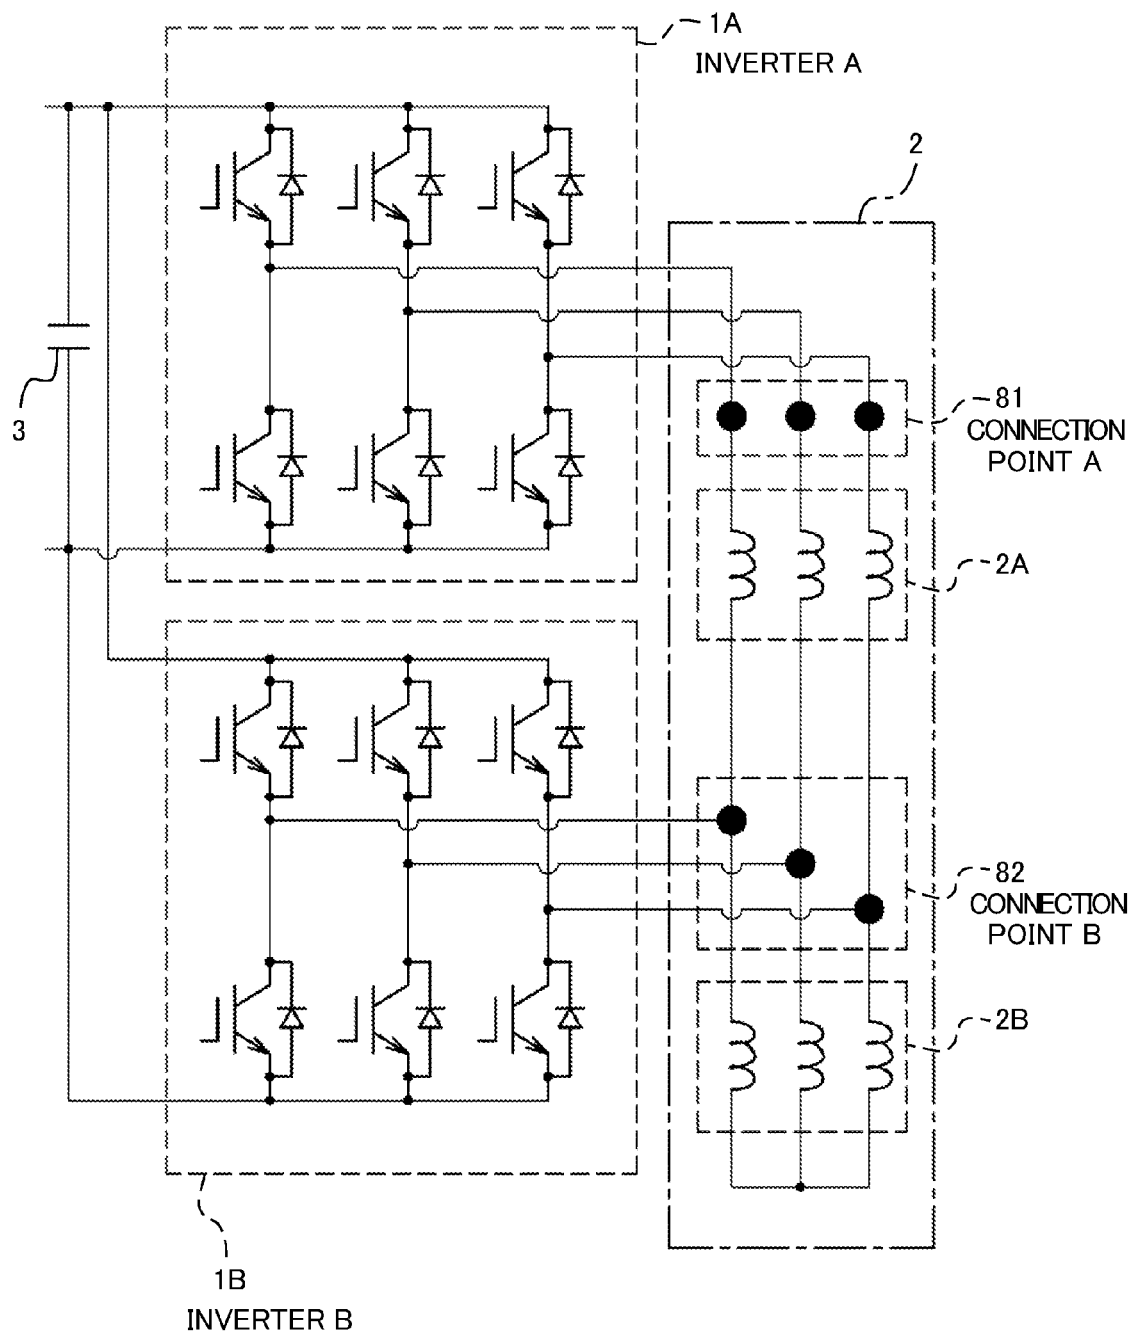 1A
INVERTER A
2
3
81
CONNECTION
POINT A
2A
82
CONNECTION
POINT B
2B
1B
INVERTER B